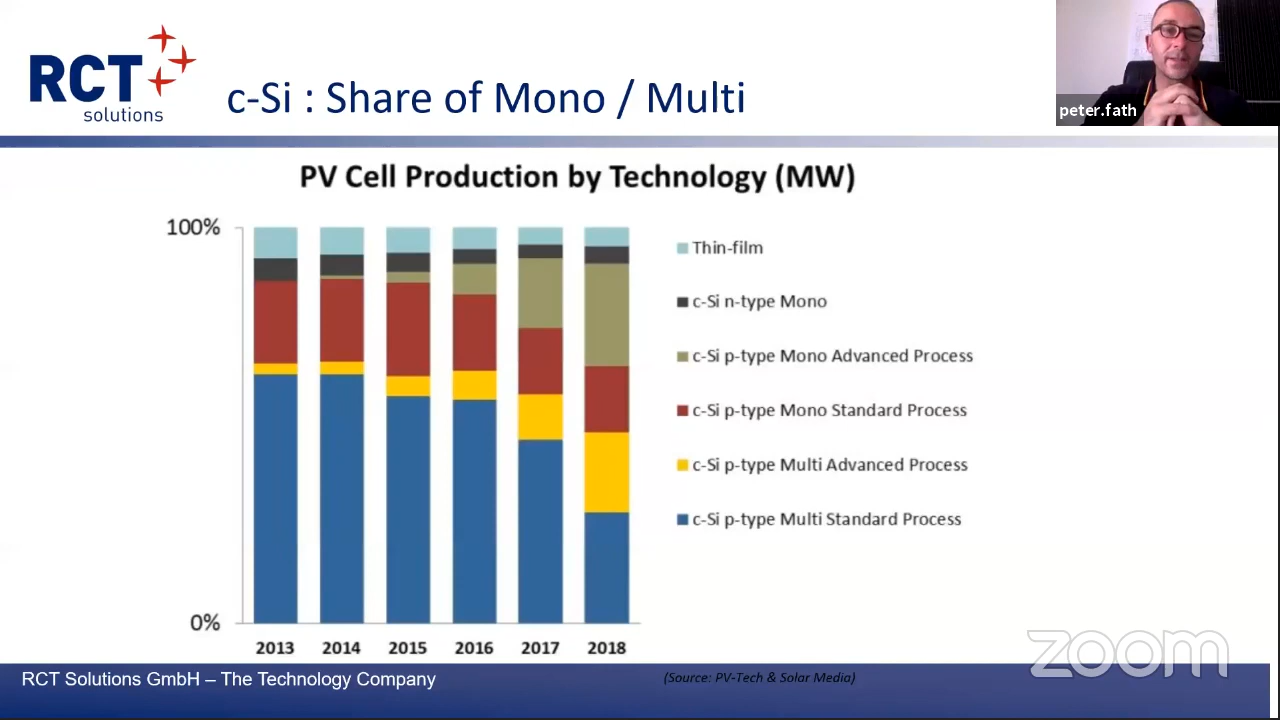 RCT
solutions
c-Si : Share of Mono / Multi
peter.fath
PV Cell Production by Technology (MW)
100%
0%
2013 2014 2015 2016 2017 2018
Thin-film
c-Si n-type Mono
c-Si p-type Mono Advanced Process
c-Si p-type Mono Standard Process
c-Si p-type Multi Advanced Process
c-Si p-type Multi Standard Process
zoom
RCT Solutions GmbH – The Technology Company
(Source: PV-Tech & Solar Media)